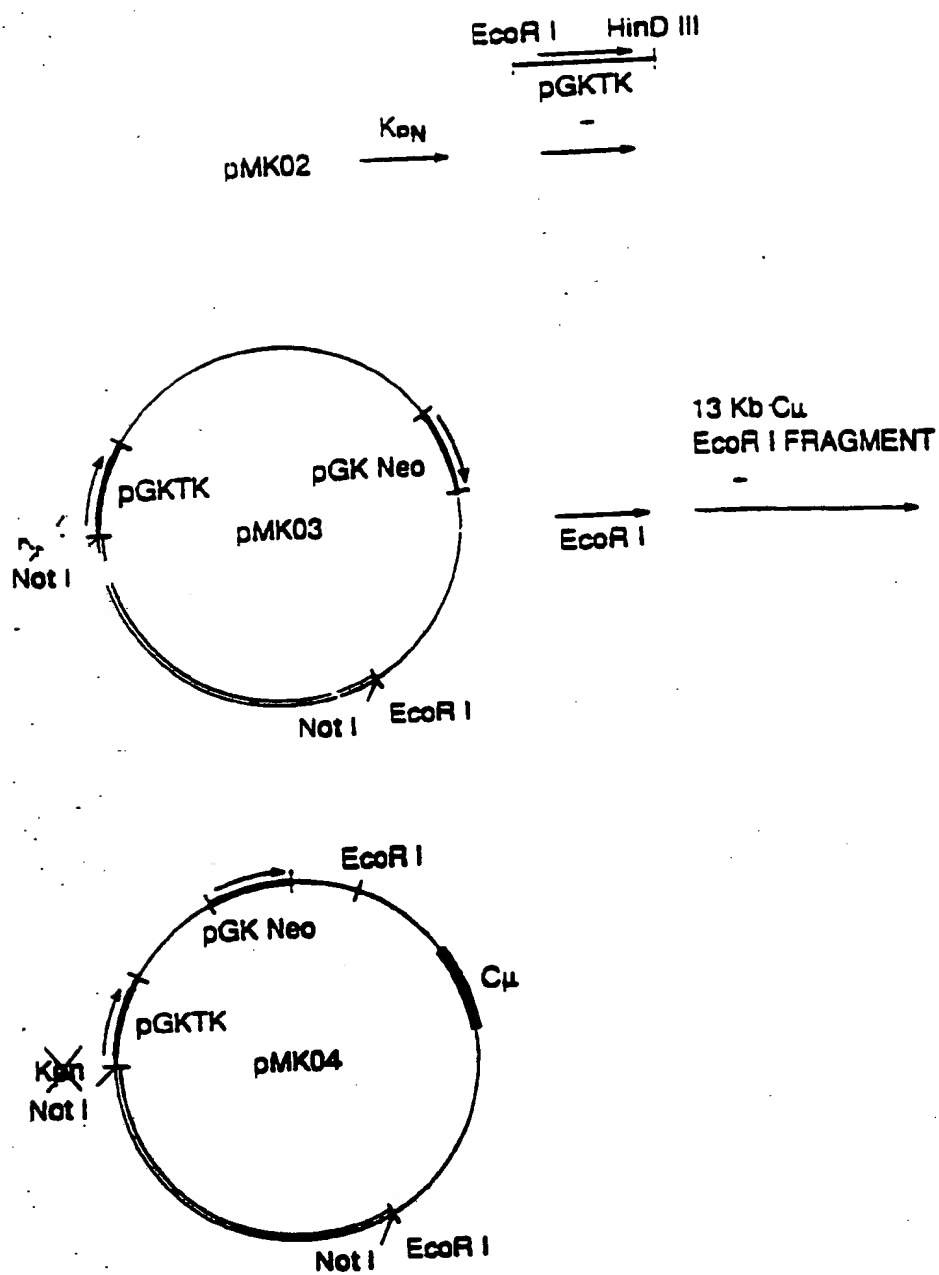 EcoR I HinD III
pGKTK
pMK02
KpN
pGKTK
pGK Neo
pMK03
Not I
Not I
EcoR I
EcoR I
13 Kb Cμ
EcoR I FRAGMENT
EcoR I
pGK Neo
Cμ
pGKTK
pMK04
Kpn
Not I
Not I
EcoR I